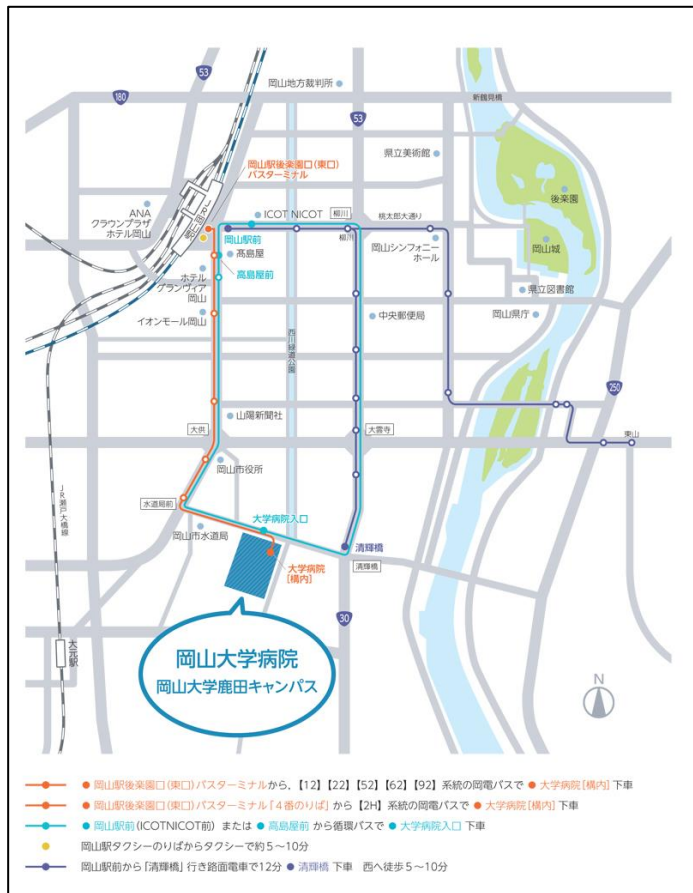 53
180
岡山地方裁判所
新鶴見橋
53
県立美術館
後楽園
岡山駅後楽園口(東口)
バスターミナル
ANA
クラウンプラザ
ホテル岡山
JR岡山駅
ICOT NICOT
柳川
桃太郎大通り
岡山駅前
柳川
岡山シンフォニー
ホール
岡山城
髙島屋
高島屋前
県立図書館
ホテル
グランヴィア
岡山
イオンモール岡山
中央郵便局
岡山県庁
西川緑道公園
250
山陽新聞社
大供
大雲寺
東山
岡山市役所
JR瀬戸大橋線
水道局前
大学病院入口
岡山市水道局
清輝橋
大学病院
[構内]
清輝橋
30
大元駅
岡山大学病院
岡山大学鹿田キャンパス
N
岡山駅後楽園口(東口)バスターミナルから、【12】【22】【52】【62】【92】系統の岡電バスで 大学病院[構内]下車
岡山駅後楽園口(東口)バスターミナル「4番のりば」から【2H】系統の岡電バスで 大学病院[構内]下車
岡山駅前(ICOTNICOT前) または 高島屋前 から循環バスで 大学病院入口 下車
岡山駅タクシーのりばからタクシーで約5~10分
岡山駅前から「清輝橋」行き路面電車で12分 清輝橋 下車 西へ徒歩5~10分